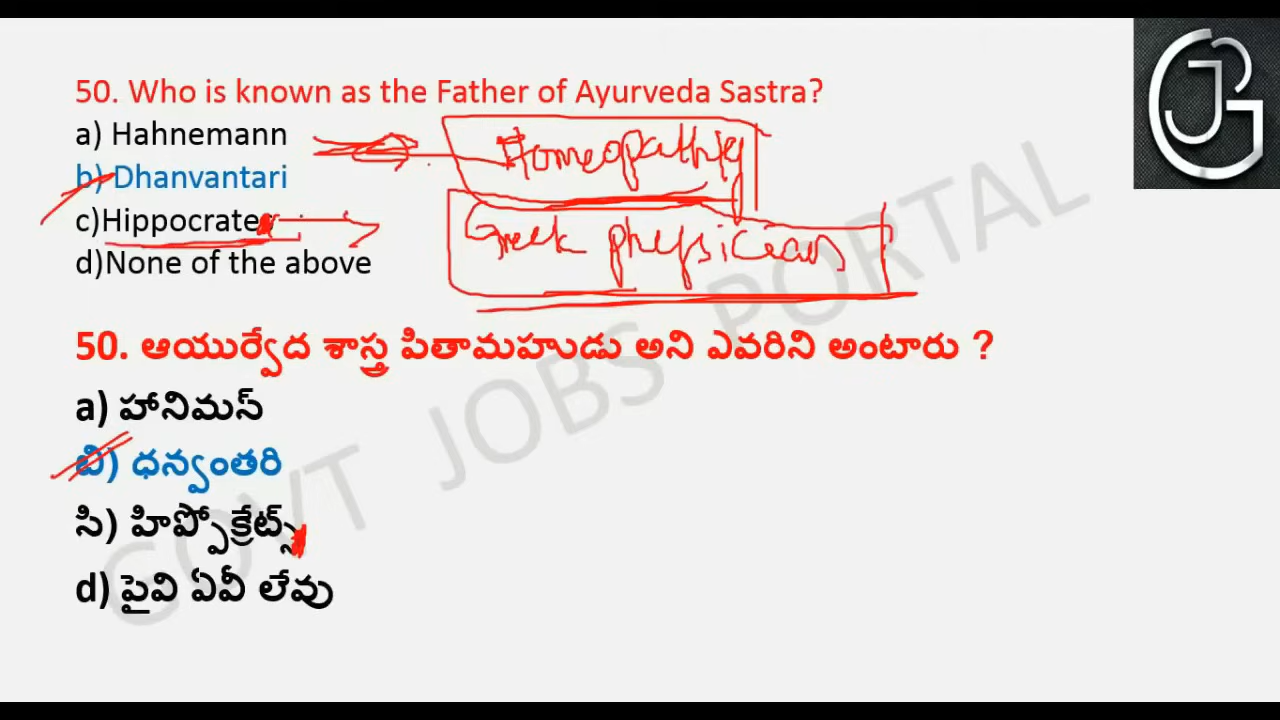 50. Who is known as the Father of Ayurveda Sastra?
a) Hahnemann
Homeopathy
b) Dhanvantari
c)Hippocrates
Greek physician
d)None of the above
50. ఆయుర్వేద శాస్త్ర పితామహుడు అని ఎవరిని అంటారు ?
a) హానిమన్
బి) ధన్వంతరి
సి) హిప్పోక్రేట్స్
d) పైవి ఏవీ లేవు
GOVT JOBS PORTAL
GJ